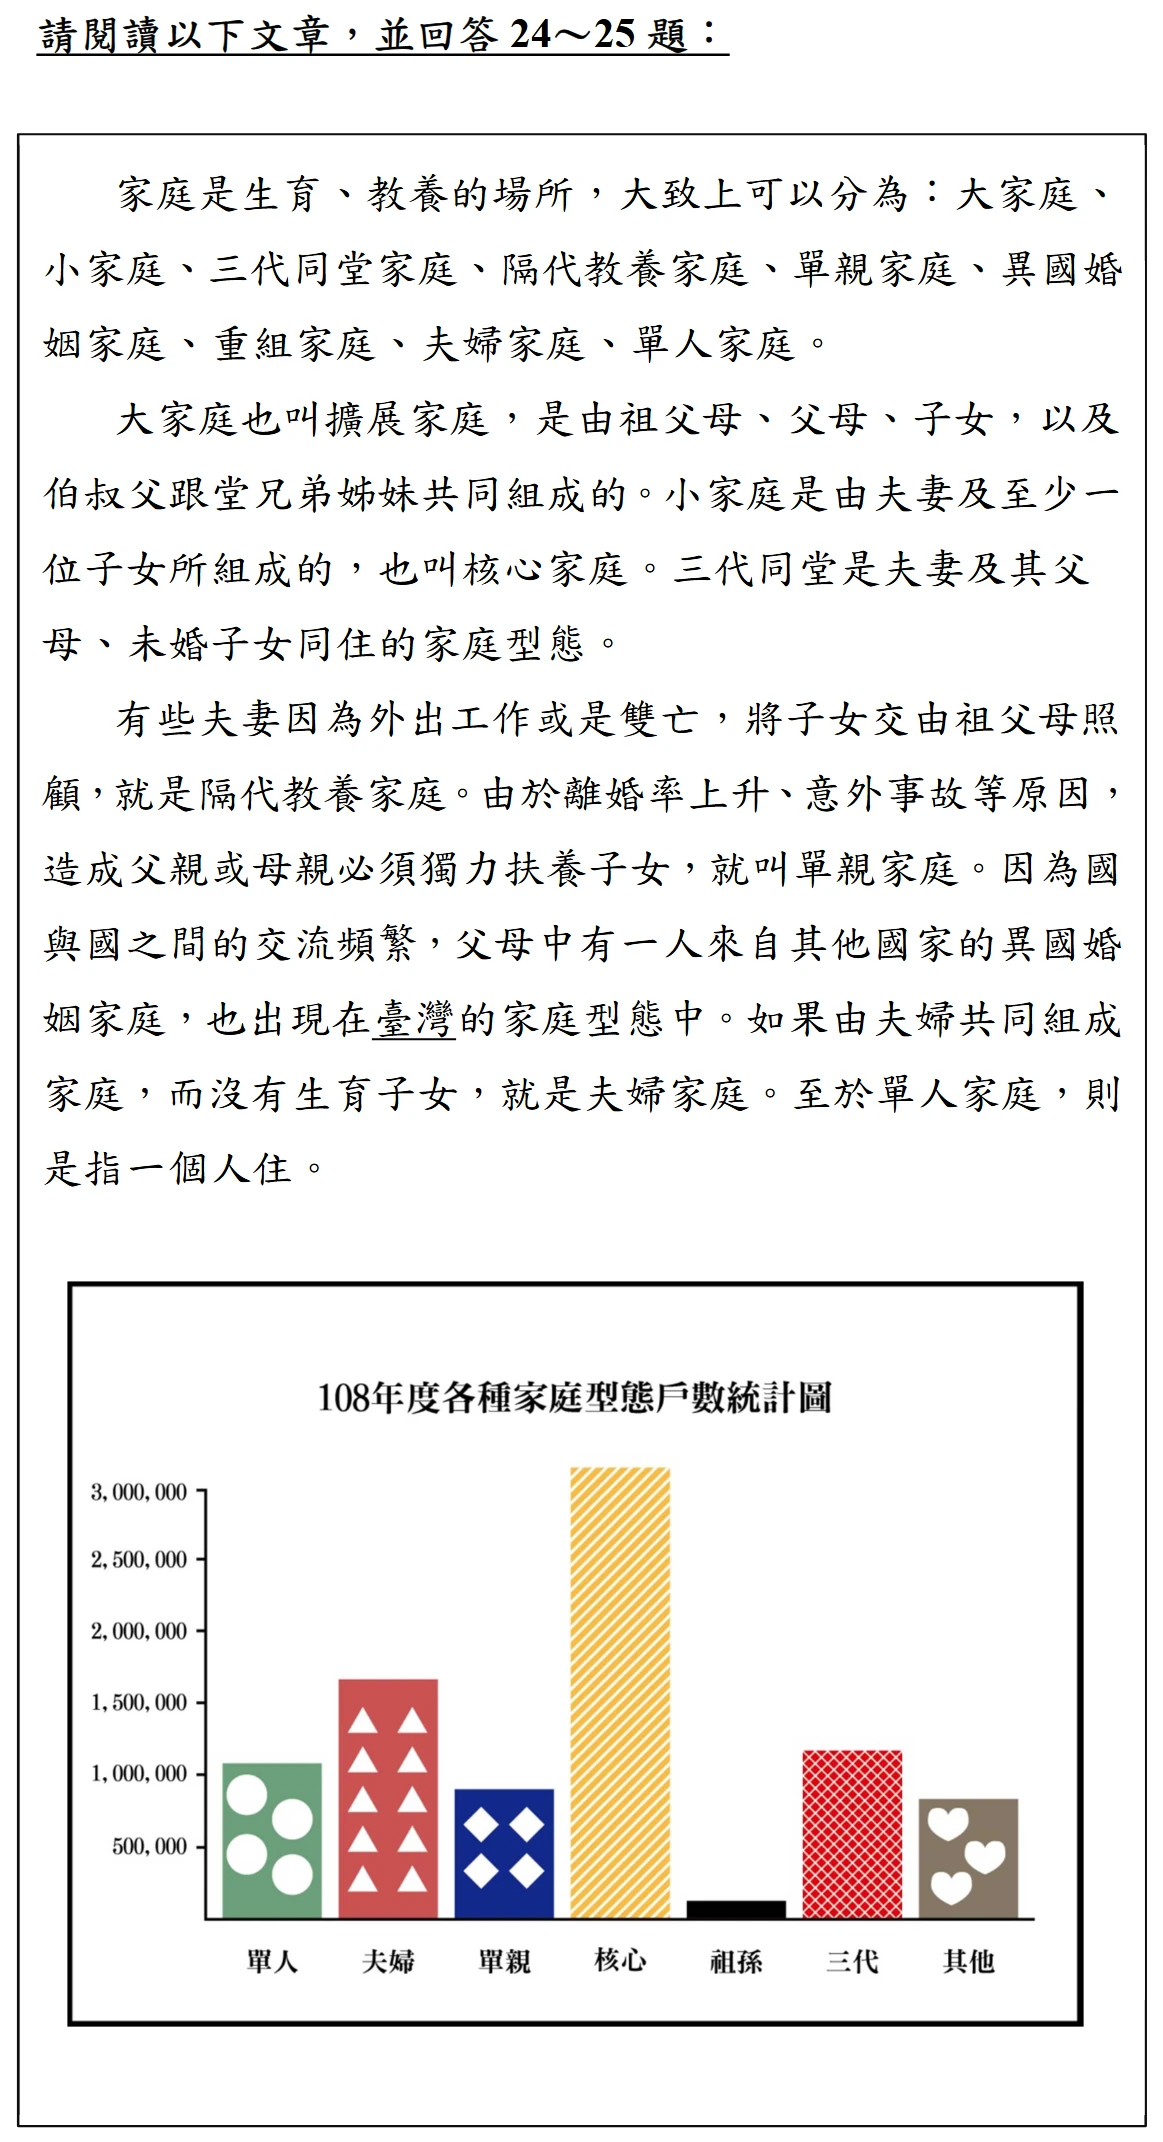 請閱讀以下文章，並回答 24～25 題：
家庭是生育、教養的場所，大致上可以分為：大家庭、
小家庭、三代同堂家庭、隔代教養家庭、單親家庭、異國婚
姻家庭、重組家庭、夫婦家庭、單人家庭。
大家庭也叫擴展家庭，是由祖父母、父母、子女，以及
伯叔父跟堂兄弟姊妹共同組成的。小家庭是由夫妻及至少一
位子女所組成的，也叫核心家庭。三代同堂是夫妻及其父
母、未婚子女同住的家庭型態。
有些夫妻因為外出工作或是雙亡，將子女交由祖父母照
顧，就是隔代教養家庭。由於離婚率上升、意外事故等原因，
造成父親或母親必須獨力扶養子女，就叫單親家庭。因為國
與國之間的交流頻繁，父母中有一人來自其他國家的異國婚
姻家庭，也出現在臺灣的家庭型態中。如果由夫婦共同組成
家庭，而沒有生育子女，就是夫婦家庭。至於單人家庭，則
是指一個人住。
108年度各種家庭型態戶數統計圖
3,000,000
2,500,000
2,000,000
1,500,000
1,000,000
500,000
單人 夫婦 單親 核心 祖孫 三代 其他